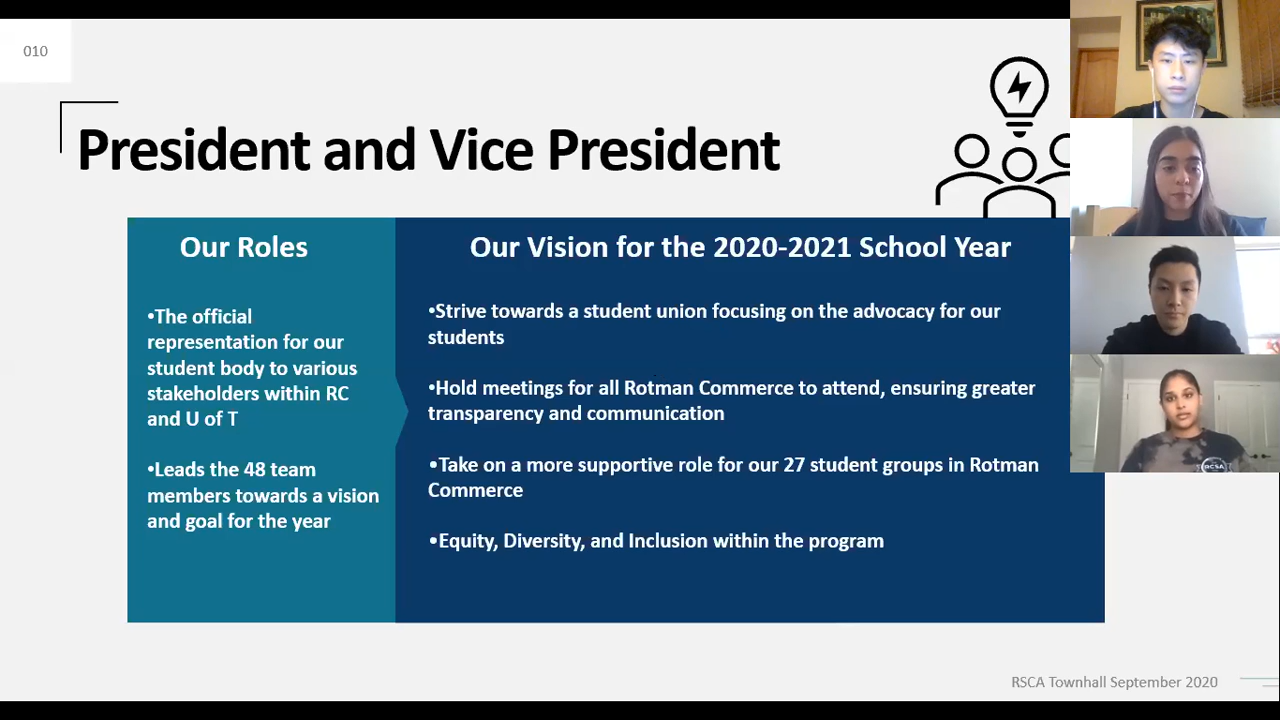 010
President and Vice President
Our Roles
•The official
representation for our
student body to various
stakeholders within RC
and U of T
•Leads the 48 team
members towards a vision
and goal for the year
Our Vision for the 2020-2021 School Year
•Strive towards a student union focusing on the advocacy for our
students
•Hold meetings for all Rotman Commerce to attend, ensuring greater
transparency and communication
•Take on a more supportive role for our 27 student groups in Rotman
Commerce
•Equity, Diversity, and Inclusion within the program
RCSA
RSCA Townhall September 2020